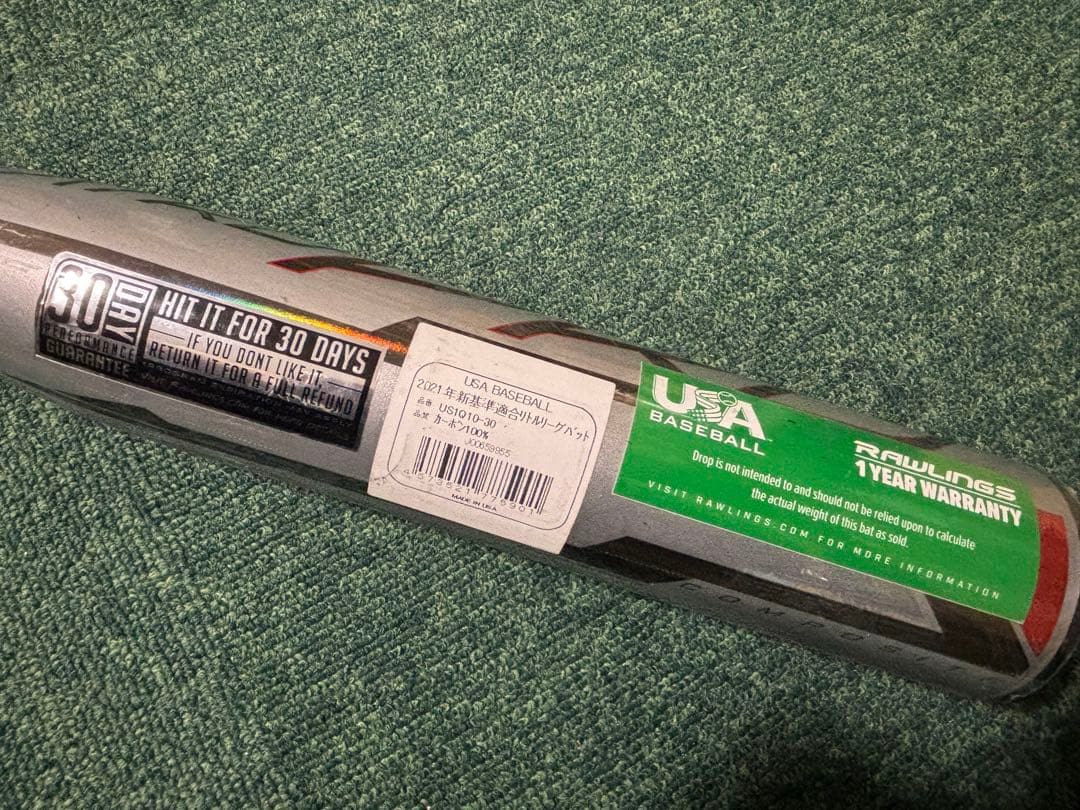 30
DAY
PERFORMANCE
GUARANTEE
HIT IT FOR 30 DAYS
IF YOU DONT LIKE IT,
RETURN IT FOR A FULL REFUND
USA BASEBALL
2021年新基準適合リトルリーグバット
品番 US1Q10-30
品質 カーボン100%
J00658955
MADE IN USA
USA
BASEBALL
RAWLINGS
1 YEAR WARRANTY
Drop is not intended to and should not be relied upon to calculate
the actual weight of this bat as sold.
VISIT RAWLINGS.COM FOR MORE INFORMATION